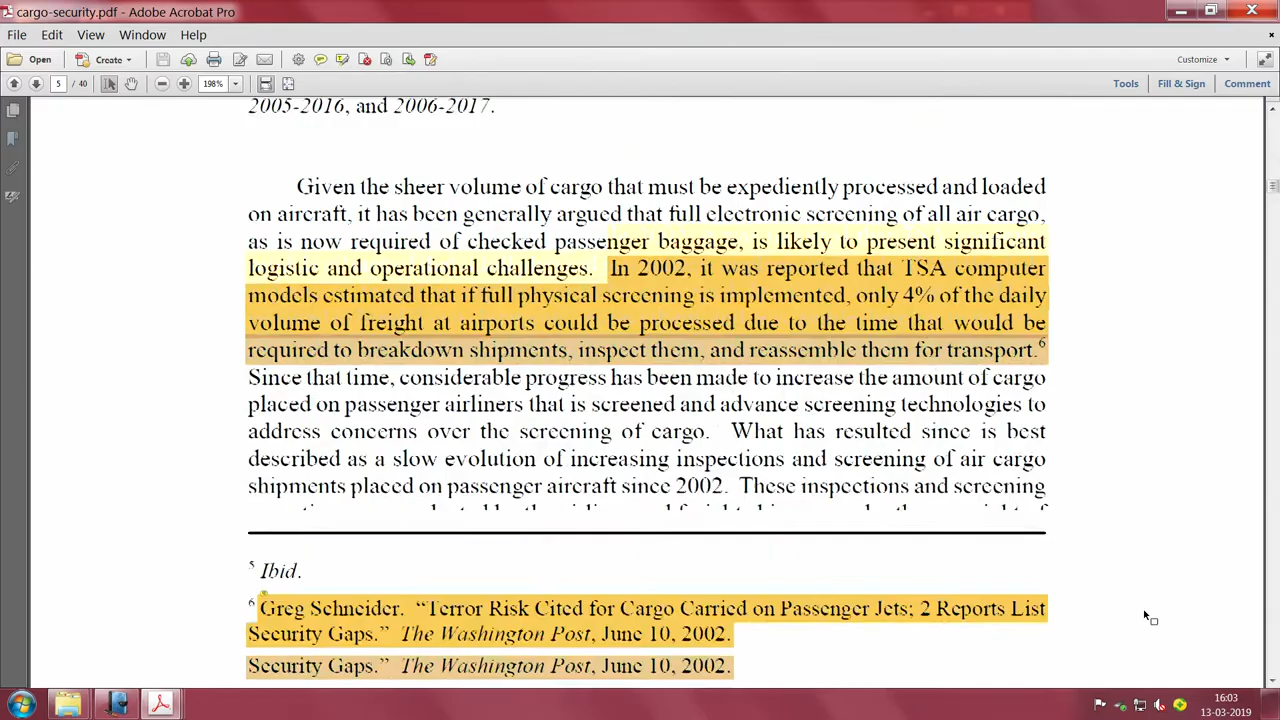 cargo-security.pdf - Adobe Acrobat Pro
File Edit View Window Help
Open Create Customize
5 / 40 198% Tools Fill & Sign Comment
2005-2016, and 2006-2017.
Given the sheer volume of cargo that must be expediently processed and loaded
on aircraft, it has been generally argued that full electronic screening of all air cargo,
as is now required of checked passenger baggage, is likely to present significant
logistic and operational challenges. In 2002, it was reported that TSA computer
models estimated that if full physical screening is implemented, only 4% of the daily
volume of freight at airports could be processed due to the time that would be
required to breakdown shipments, inspect them, and reassemble them for transport.6
Since that time, considerable progress has been made to increase the amount of cargo
placed on passenger airliners that is screened and advance screening technologies to
address concerns over the screening of cargo. What has resulted since is best
described as a slow evolution of increasing inspections and screening of air cargo
shipments placed on passenger aircraft since 2002. These inspections and screening
5 Ibid.
6 Greg Schneider. “Terror Risk Cited for Cargo Carried on Passenger Jets; 2 Reports List
Security Gaps.” The Washington Post, June 10, 2002.
Security Gaps.” The Washington Post, June 10, 2002.
16:03
13-03-2019